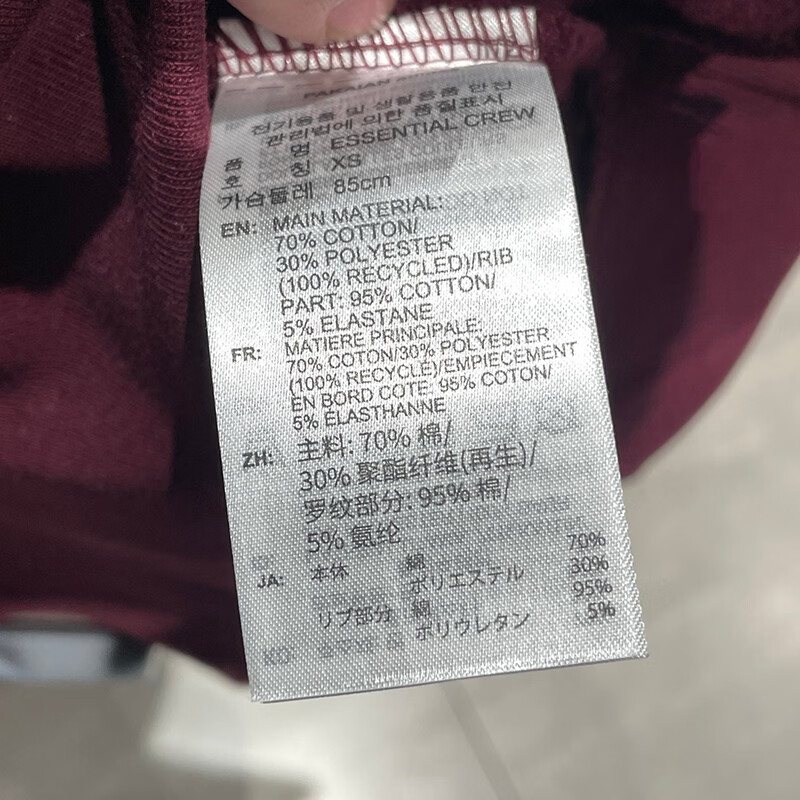 PAKAIAN
전기용품 및 생활용품 안전
관리법에 의한 품질표시
품 명 ESSENTIAL CREW
호 칭 XS
가슴둘레 85cm
EN: MAIN MATERIAL:
70% COTTON/
30% POLYESTER
(100% RECYCLED)/RIB
PART: 95% COTTON/
5% ELASTANE
FR: MATIERE PRINCIPALE:
70% COTON/30% POLYESTER
(100% RECYCLÉ)/EMPIECEMENT
EN BORD COTE: 95% COTON/
5% ÉLASTHANNE
ZH: 主料: 70% 棉/
30% 聚酯纤维(再生)/
罗纹部分: 95% 棉/
5% 氨纶
JA: 本体 綿 70%
ポリエステル 30%
リブ部分 綿 95%
ポリウレタン 5%